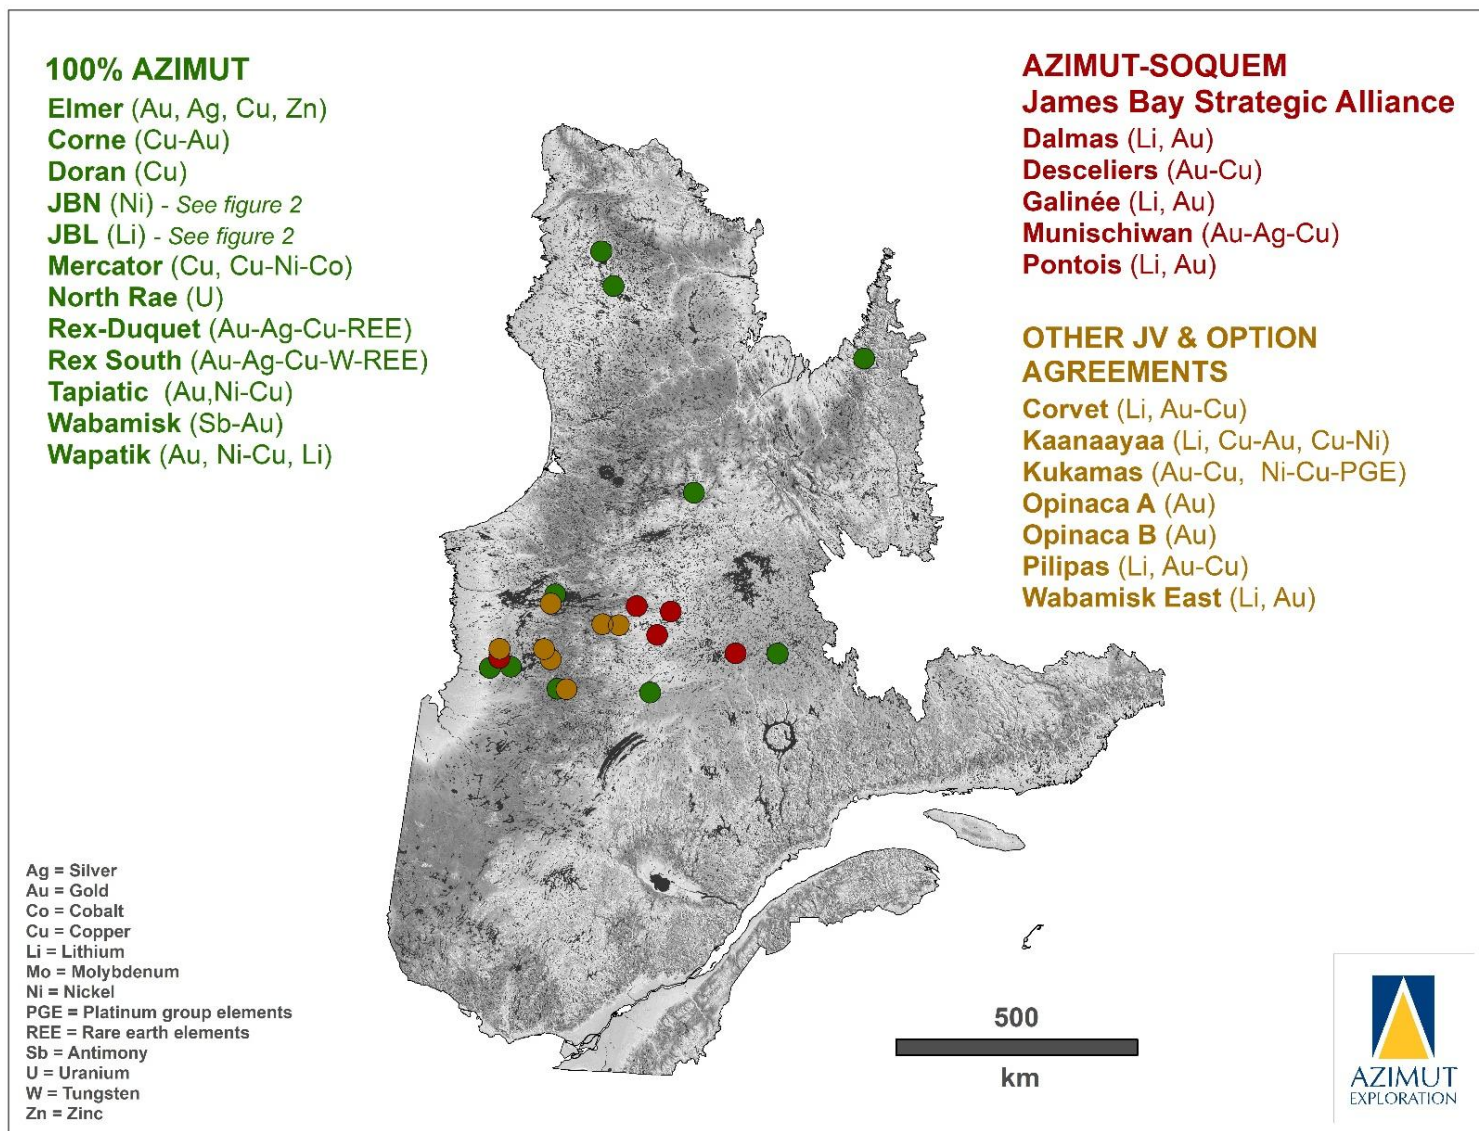 100% AZIMUT
Elmer (Au, Ag, Cu, Zn)
Corne (Cu-Au)
Doran (Cu)
JBN (Ni) - See figure 2
JBL (Li) - See figure 2
Mercator (Cu, Cu-Ni-Co)
North Rae (U)
Rex-Duquet (Au-Ag-Cu-REE)
Rex South (Au-Ag-Cu-W-REE)
Tapiatic (Au,Ni-Cu)
Wabamisk (Sb-Au)
Wapatik (Au, Ni-Cu, Li)
AZIMUT-SOQUEM
James Bay Strategic Alliance
Dalmas (Li, Au)
Desceliers (Au-Cu)
Galinée (Li, Au)
Munischiwan (Au-Ag-Cu)
Pontois (Li, Au)
OTHER JV & OPTION
AGREEMENTS
Corvet (Li, Au-Cu)
Kaanaayaa (Li, Cu-Au, Cu-Ni)
Kukamas (Au-Cu, Ni-Cu-PGE)
Opinaca A (Au)
Opinaca B (Au)
Pilipas (Li, Au-Cu)
Wabamisk East (Li, Au)
Ag = Silver
Au = Gold
Co = Cobalt
Cu = Copper
Li = Lithium
Mo = Molybdenum
Ni = Nickel
PGE = Platinum group elements
REE = Rare earth elements
Sb = Antimony
U = Uranium
W = Tungsten
Zn = Zinc
500
km
AZIMUT
EXPLORATION